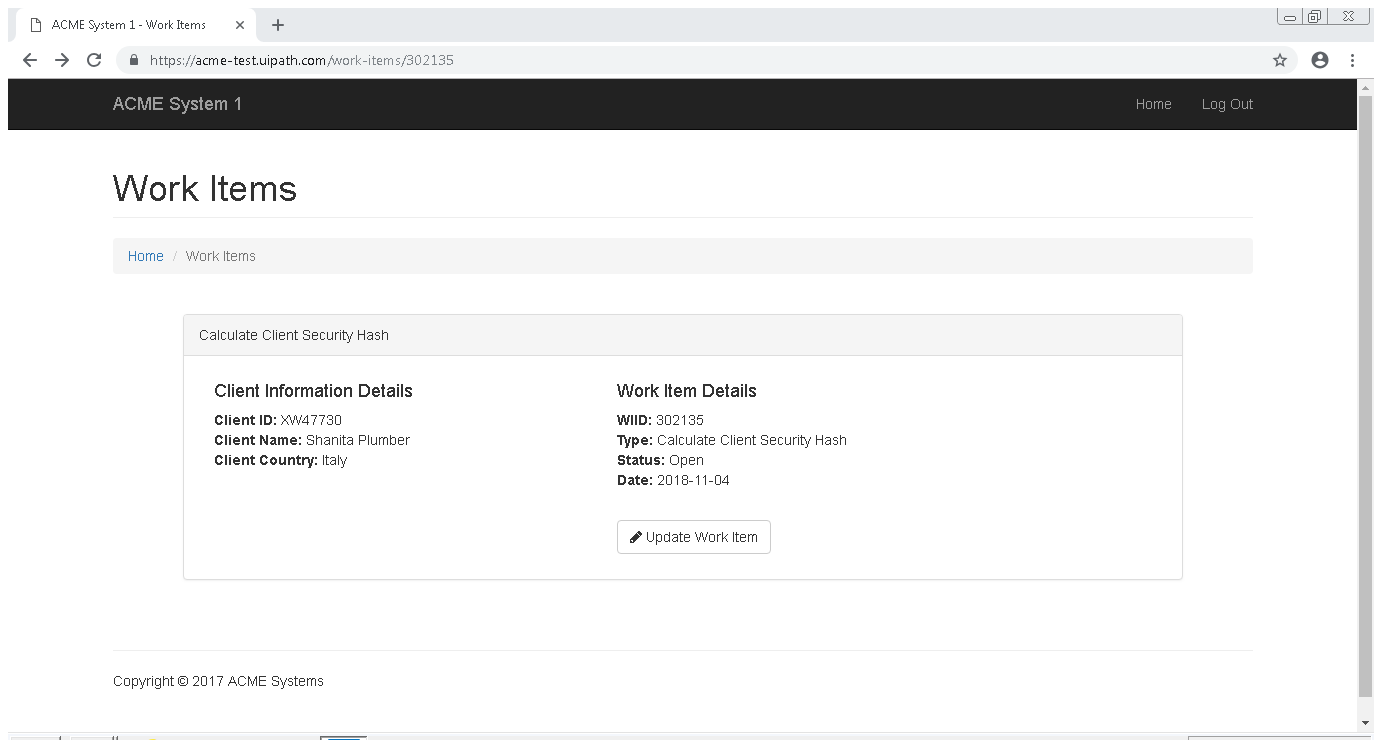 ACME System 1 - Work Items
https://acme-test.uipath.com/work-items/302135
ACME System 1 Home Log Out
Work Items
Home / Work Items
Calculate Client Security Hash
Client Information Details
Client ID: XW47730
Client Name: Shanita Plumber
Client Country: Italy
Work Item Details
WIID: 302135
Type: Calculate Client Security Hash
Status: Open
Date: 2018-11-04
Update Work Item
Copyright © 2017 ACME Systems